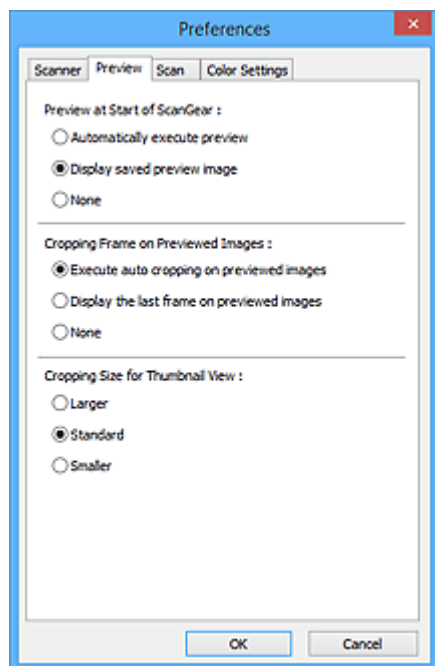 Preferences
Scanner Preview Scan Color Settings
Preview at Start of ScanGear :
Automatically execute preview
Display saved preview image
None
Cropping Frame on Previewed Images :
Execute auto cropping on previewed images
Display the last frame on previewed images
None
Cropping Size for Thumbnail View :
Larger
Standard
Smaller
OK Cancel